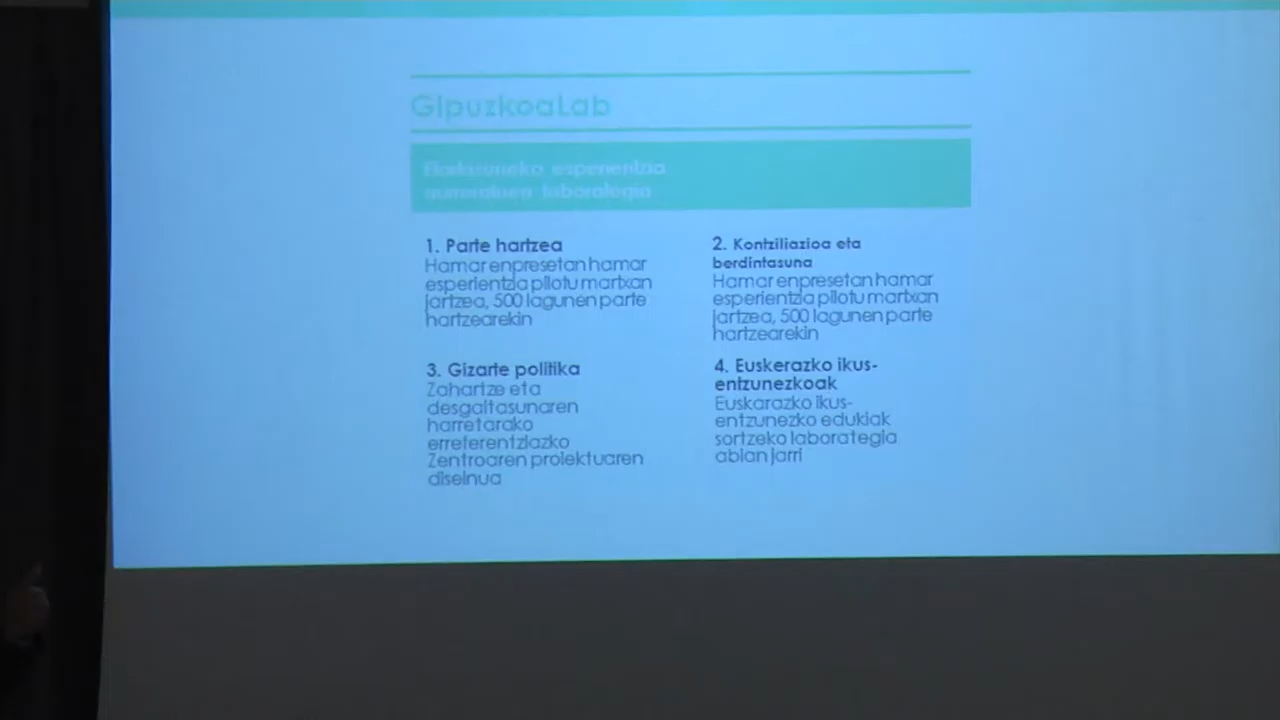 GipuzkoaLab
esperientzia
laborategia
1. Parte hartzea
Hamar enpresetan hamar
esperientzia pilotu martxan
jartzea, 500 lagunen parte
hartzearekin
2. Kontziliazioa eta
berdintasuna
Hamar enpresetan hamar
esperientzia pilotu martxan
jartzea, 500 lagunen parte
hartzearekin
3. Gizarte politika
Zahartze eta
desgaitasunaren
harretarako
erreferentziazko
Zentroaren proiektuaren
diseinua
4. Euskerazko ikus-
entzunezkoak
Euskarazko ikus-
entzunezko edukiak
sortzeko laborategia
abian jarri